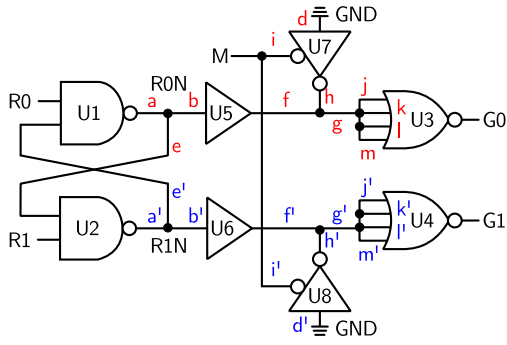 d GND
M i U7
R0 R0N
a b h j
U1 U5 f k U3 G0
g l
e m
e' j'
a' b' f' g' k' U4 G1
U2 U6 l'
R1 R1N h' m'
i' U8
d' GND